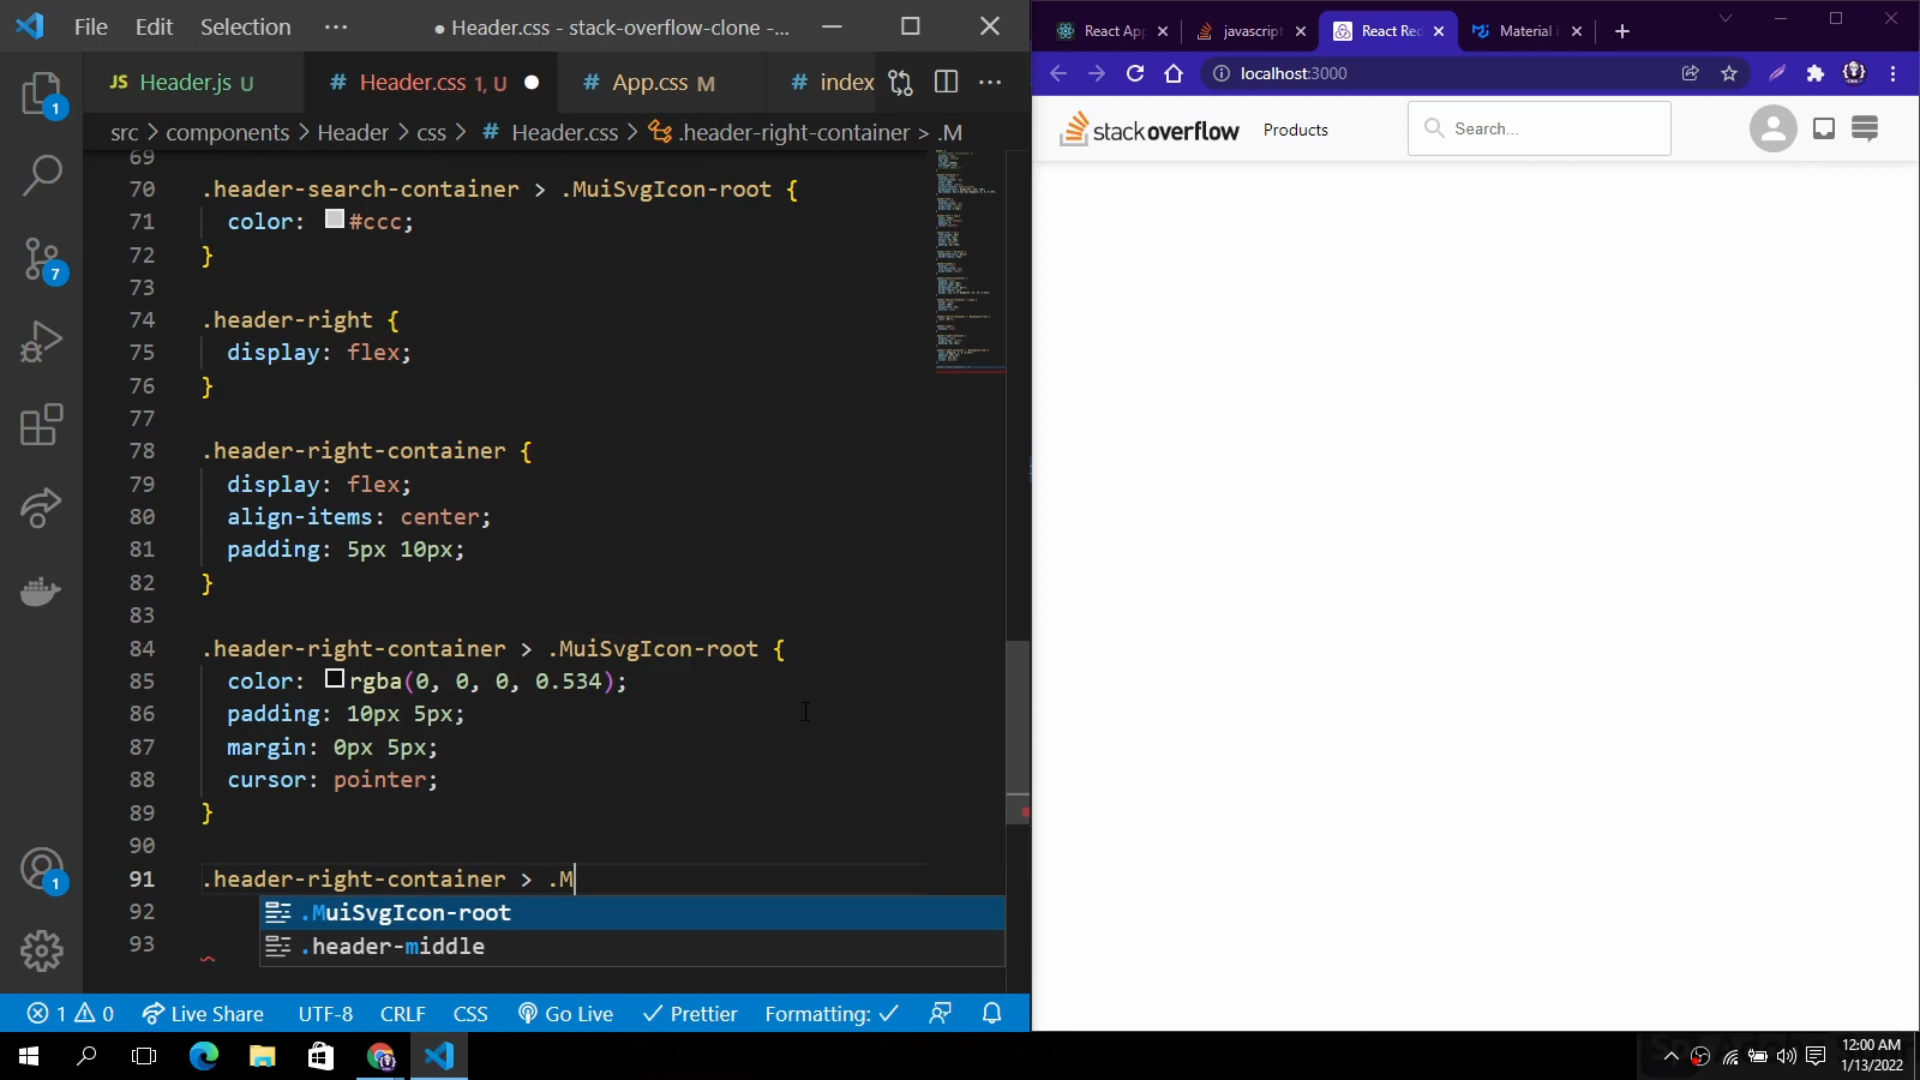 File Edit Selection ··· ● Header.css - stack-overflow-clone -...
JS Header.js U # Header.css 1, U # App.css M # index
src > components > Header > css > # Header.css > .header-right-container > .M
69
70 .header-search-container > .MuiSvgIcon-root {
71 color: #ccc;
72 }
73
74 .header-right {
75 display: flex;
76 }
77
78 .header-right-container {
79 display: flex;
80 align-items: center;
81 padding: 5px 10px;
82 }
83
84 .header-right-container > .MuiSvgIcon-root {
85 color: rgba(0, 0, 0, 0.534);
86 padding: 10px 5px;
87 margin: 0px 5px;
88 cursor: pointer;
89 }
90
91 .header-right-container > .M
92 .MuiSvgIcon-root
93 .header-middle
1
7
1
1 0 Live Share UTF-8 CRLF CSS Go Live Prettier Formatting:
React App javascript React Red Material i
localhost:3000
stackoverflow Products Search...
12:00 AM
1/13/2022